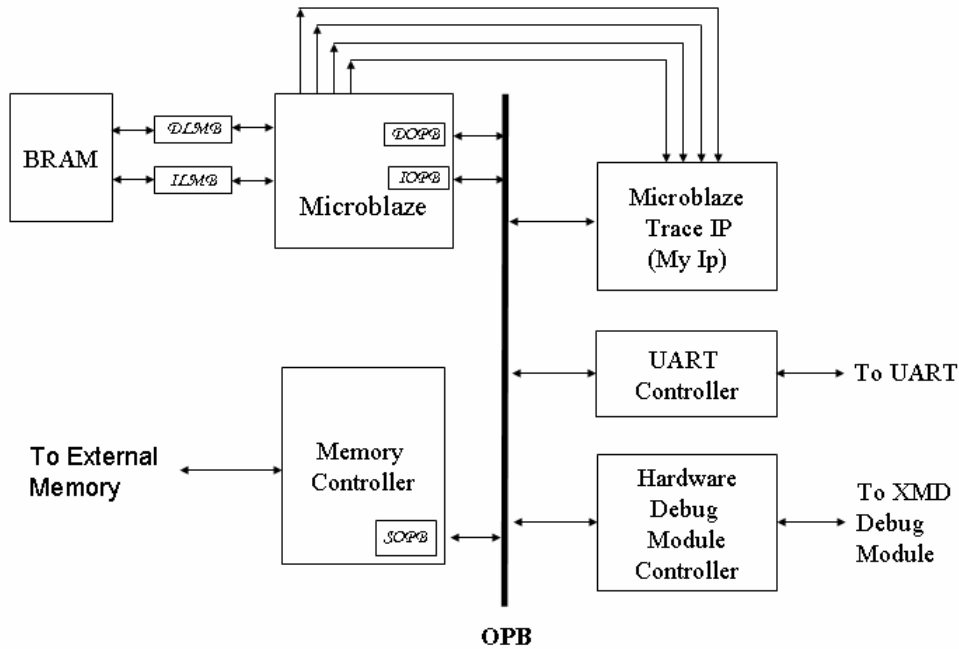 BRAM
DLMB
ILMB
DOPB
IOPB
Microblaze
Microblaze
Trace IP
(My Ip)
UART
Controller
To UART
To External
Memory
Memory
Controller
SOPB
Hardware
Debug
Module
Controller
To XMD
Debug
Module
OPB